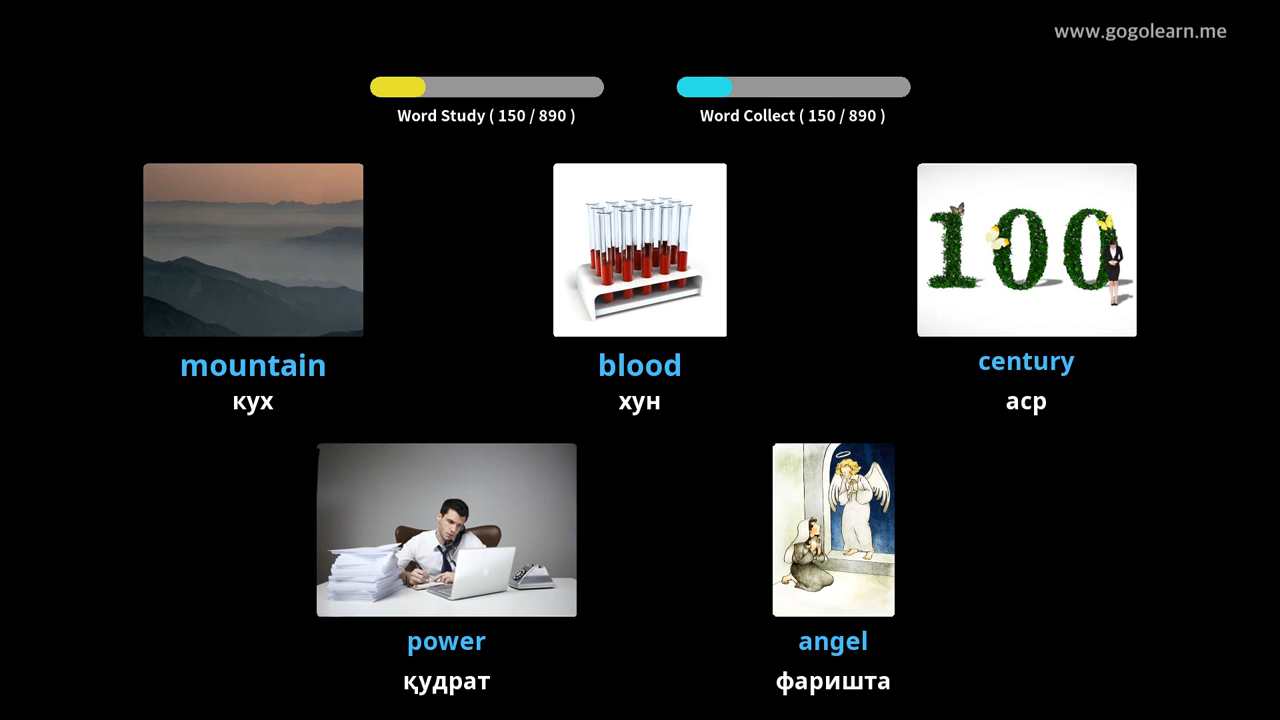 www.gogolearn.me
Word Study ( 150 / 890 )
Word Collect ( 150 / 890 )
mountain
кух
blood
хун
century
аср
power
қудрат
angel
фаришта